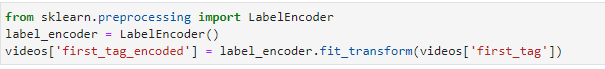 from sklearn.preprocessing import LabelEncoder
label_encoder = LabelEncoder()
videos['first_tag_encoded'] = label_encoder.fit_transform(videos['first_tag'])